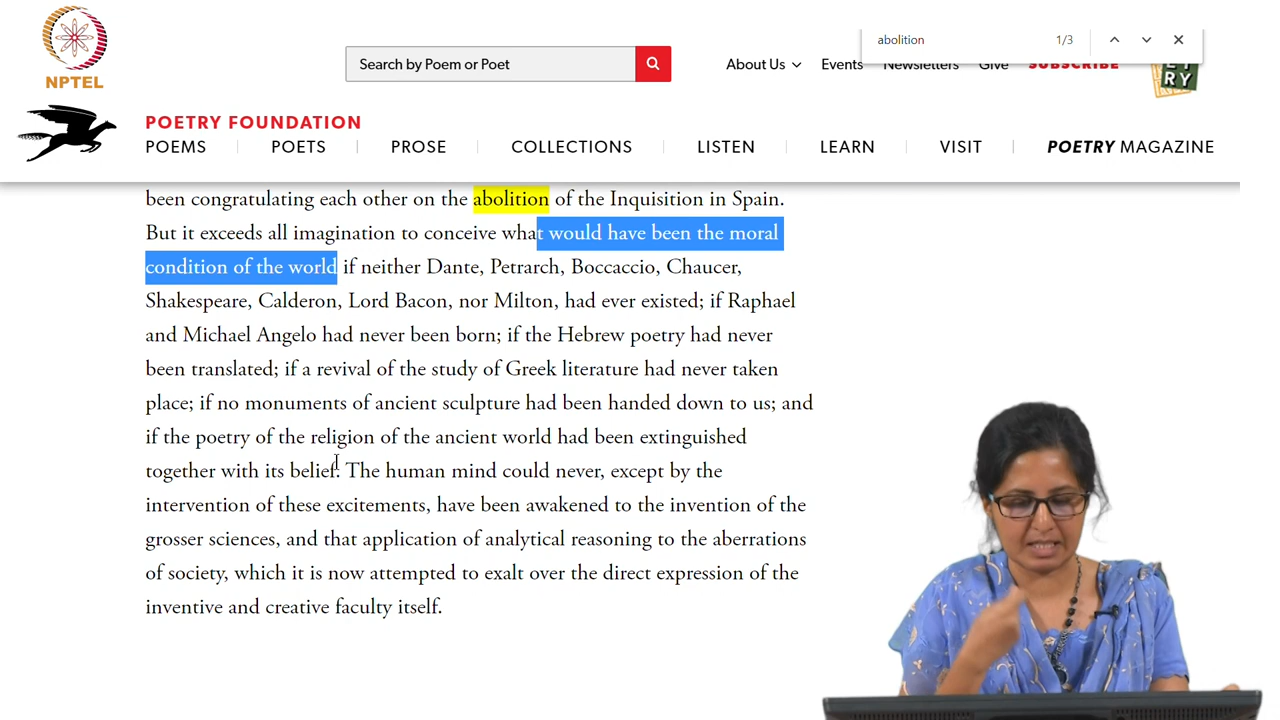 NPTEL
abolition 1/3
Search by Poem or Poet
About Us Events Newsletters Give SUBSCRIBE
RY
POETRY FOUNDATION
POEMS POETS PROSE COLLECTIONS LISTEN LEARN VISIT POETRY MAGAZINE
been congratulating each other on the abolition of the Inquisition in Spain.
But it exceeds all imagination to conceive what would have been the moral
condition of the world if neither Dante, Petrarch, Boccaccio, Chaucer,
Shakespeare, Calderon, Lord Bacon, nor Milton, had ever existed; if Raphael
and Michael Angelo had never been born; if the Hebrew poetry had never
been translated; if a revival of the study of Greek literature had never taken
place; if no monuments of ancient sculpture had been handed down to us; and
if the poetry of the religion of the ancient world had been extinguished
together with its belief. The human mind could never, except by the
intervention of these excitements, have been awakened to the invention of the
grosser sciences, and that application of analytical reasoning to the aberrations
of society, which it is now attempted to exalt over the direct expression of the
inventive and creative faculty itself.